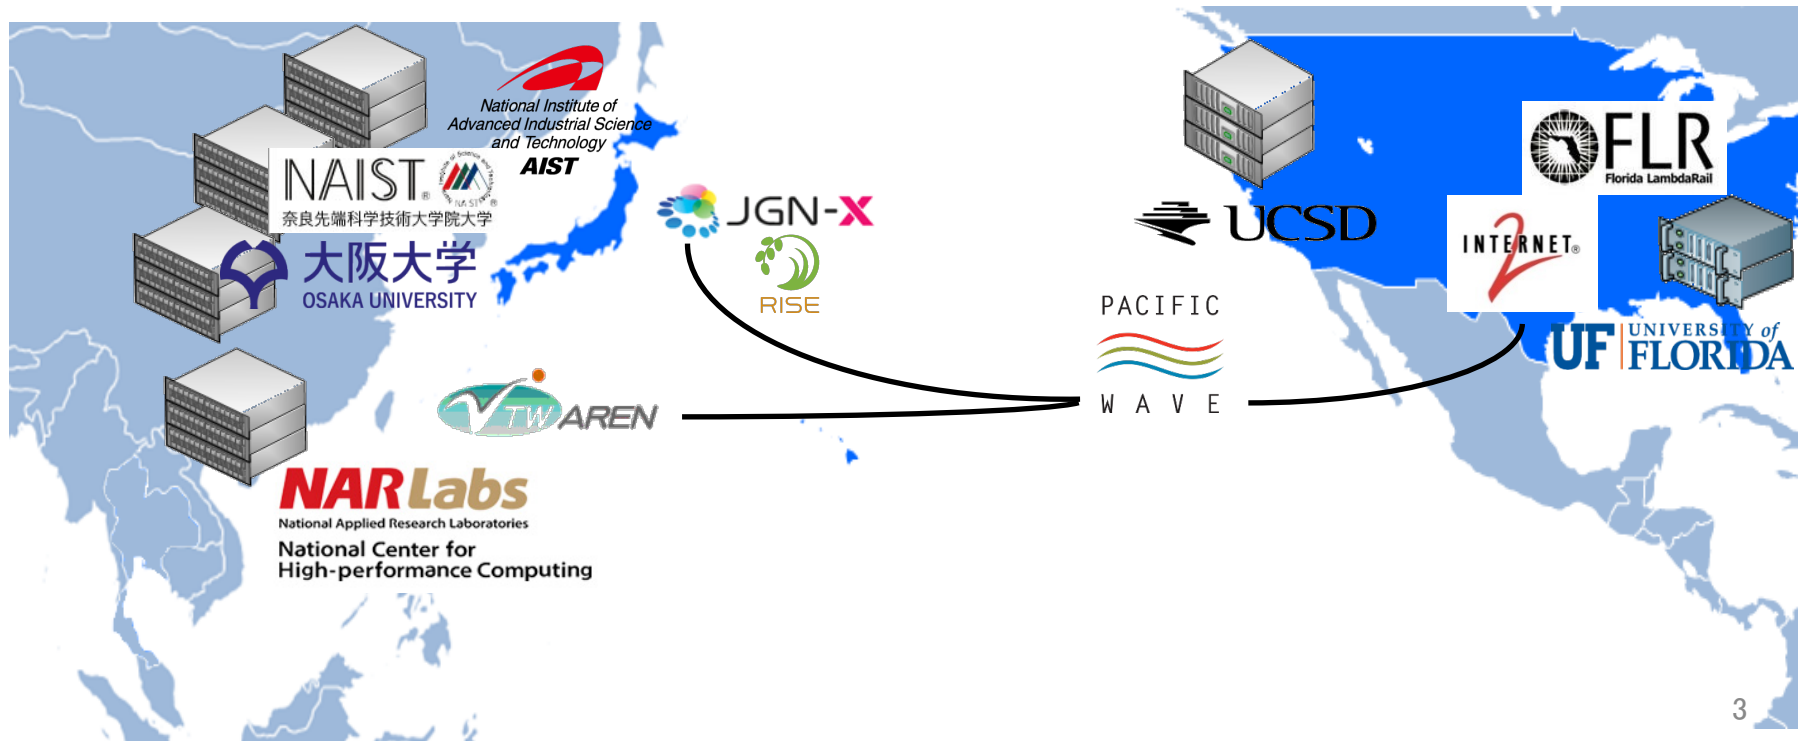 National Institute of
Advanced Industrial Science
and Technology
AIST
NAIST®
奈良先端科学技術大学院大学
大阪大学
OSAKA UNIVERSITY
JGN-X
RISE
TWAREN
NARLabs
National Applied Research Laboratories
National Center for
High-performance Computing
UCSD
PACIFIC
WAVE
FLR
Florida LambdaRail
INTERNET®
2
UF UNIVERSITY of
FLORIDA
3